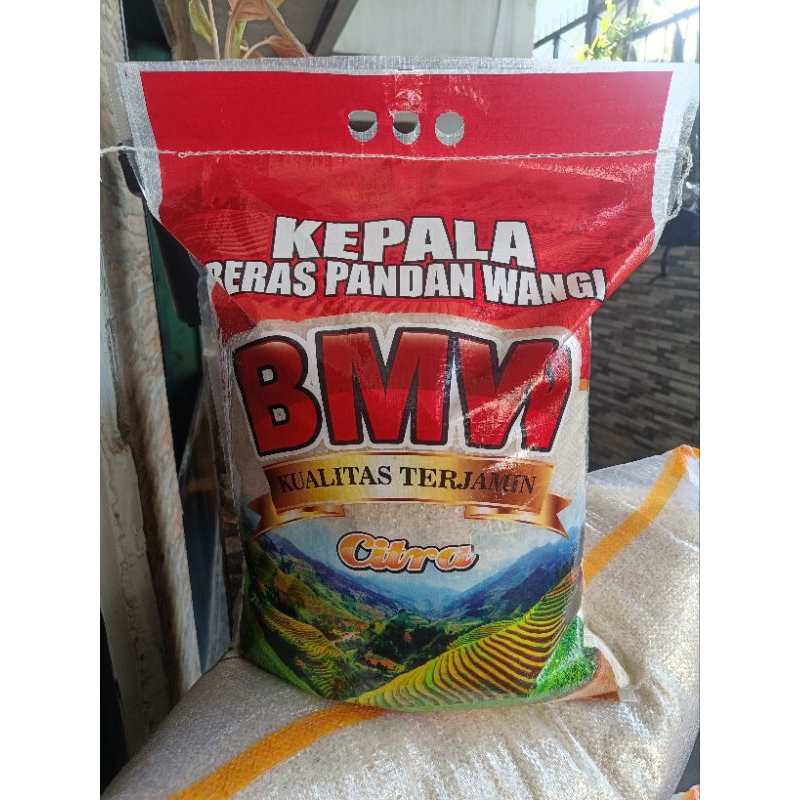 KEPALA
BERAS PANDAN WANGI
BMW
KUALITAS TERJAMIN
Citra